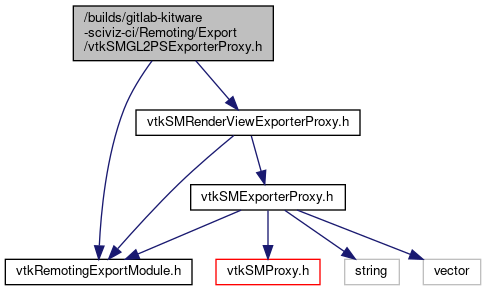 /builds/gitlab-kitware
-sciviz-ci/Remoting/Export
/vtkSMGL2PSExporterProxy.h
vtkSMRenderViewExporterProxy.h
vtkSMExporterProxy.h
vtkRemotingExportModule.h
vtkSMProxy.h
string
vector